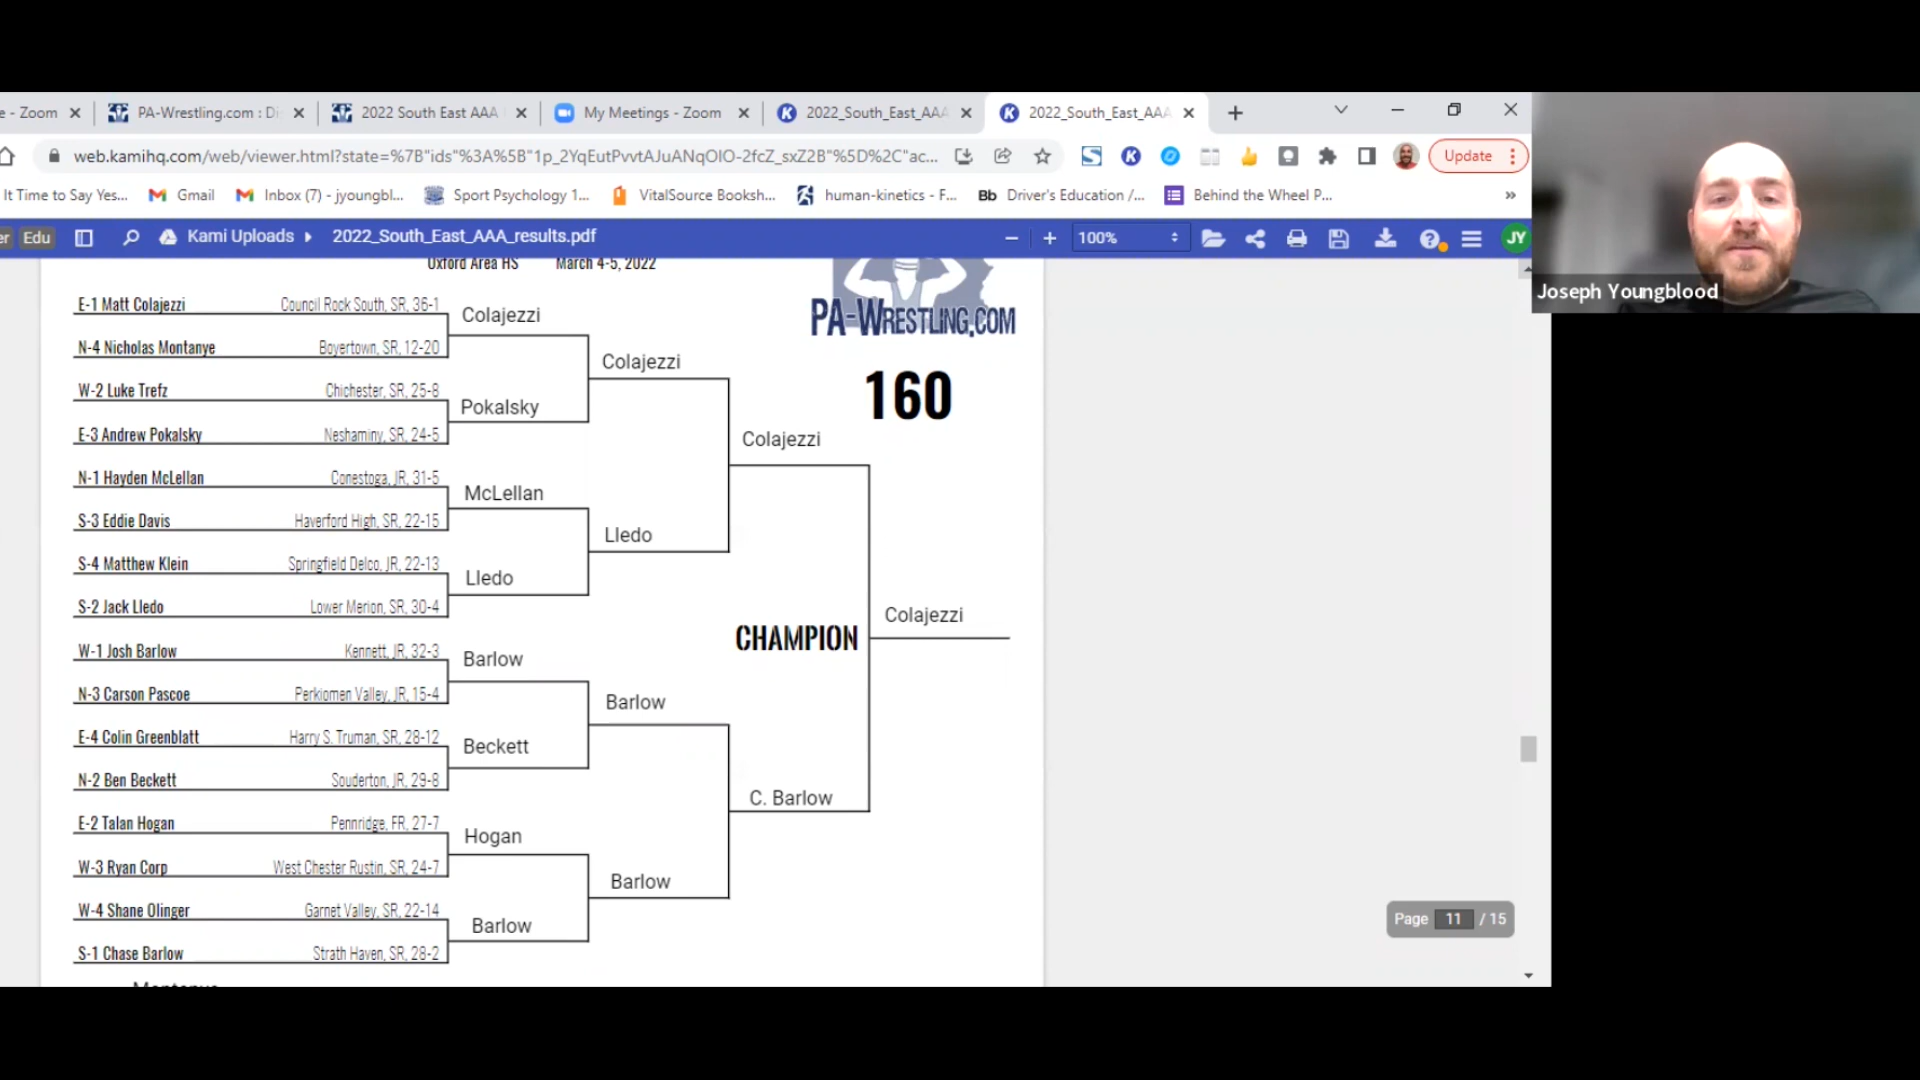 e - Zoom
PA-Wrestling.com : Di
2022 South East AAA
My Meetings - Zoom
2022_South_East_AAA
2022_South_East_AAA
web.kamihq.com/web/viewer.html?state=%7B"ids"%3A%5B"1p_2YqEutPvvtAJuANqOIO-2fcZ_sxZ2B"%5D%2C"ac...
Update
It Time to Say Yes...
Gmail
Inbox (7) - jyoungbl...
Sport Psychology 1...
VitalSource Booksh...
human-kinetics - F...
Bb Driver's Education /...
Behind the Wheel P...
»
er Edu
Kami Uploads
2022_South_East_AAA_results.pdf
100%
JY
Joseph Youngblood
Oxford Area HS March 4-5, 2022
PA-WRESTLING.COM
160
E-1 Matt Colajezzi Council Rock South, SR, 36-1
N-4 Nicholas Montanye Boyertown, SR, 12-20
W-2 Luke Trefz Chichester, SR, 25-8
E-3 Andrew Pokalsky Neshaminy, SR, 24-5
N-1 Hayden McLellan Conestoga, JR, 31-5
S-3 Eddie Davis Haverford High, SR, 22-15
S-4 Matthew Klein Springfield Delco, JR, 22-13
S-2 Jack Lledo Lower Merion, SR, 30-4
W-1 Josh Barlow Kennett, JR, 32-3
N-3 Carson Pascoe Perkiomen Valley, JR, 15-4
E-4 Colin Greenblatt Harry S. Truman, SR, 28-12
N-2 Ben Beckett Souderton, JR, 29-8
E-2 Talan Hogan Pennridge, FR, 27-7
W-3 Ryan Corp West Chester Rustin, SR, 24-7
W-4 Shane Olinger Garnet Valley, SR, 22-14
S-1 Chase Barlow Strath Haven, SR, 28-2
Colajezzi
Pokalsky
McLellan
Lledo
Barlow
Beckett
Hogan
Barlow
Colajezzi
Lledo
Barlow
Barlow
Colajezzi
C. Barlow
CHAMPION
Colajezzi
Page 11 / 15